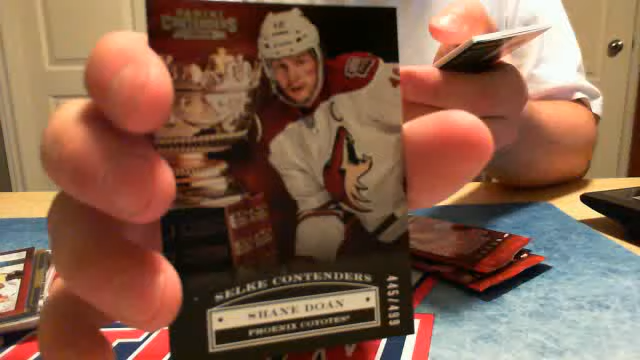 PANINI
CONTENDERS
SELKE CONTENDERS
SHANE DOAN
PHOENIX COYOTES®
445/499